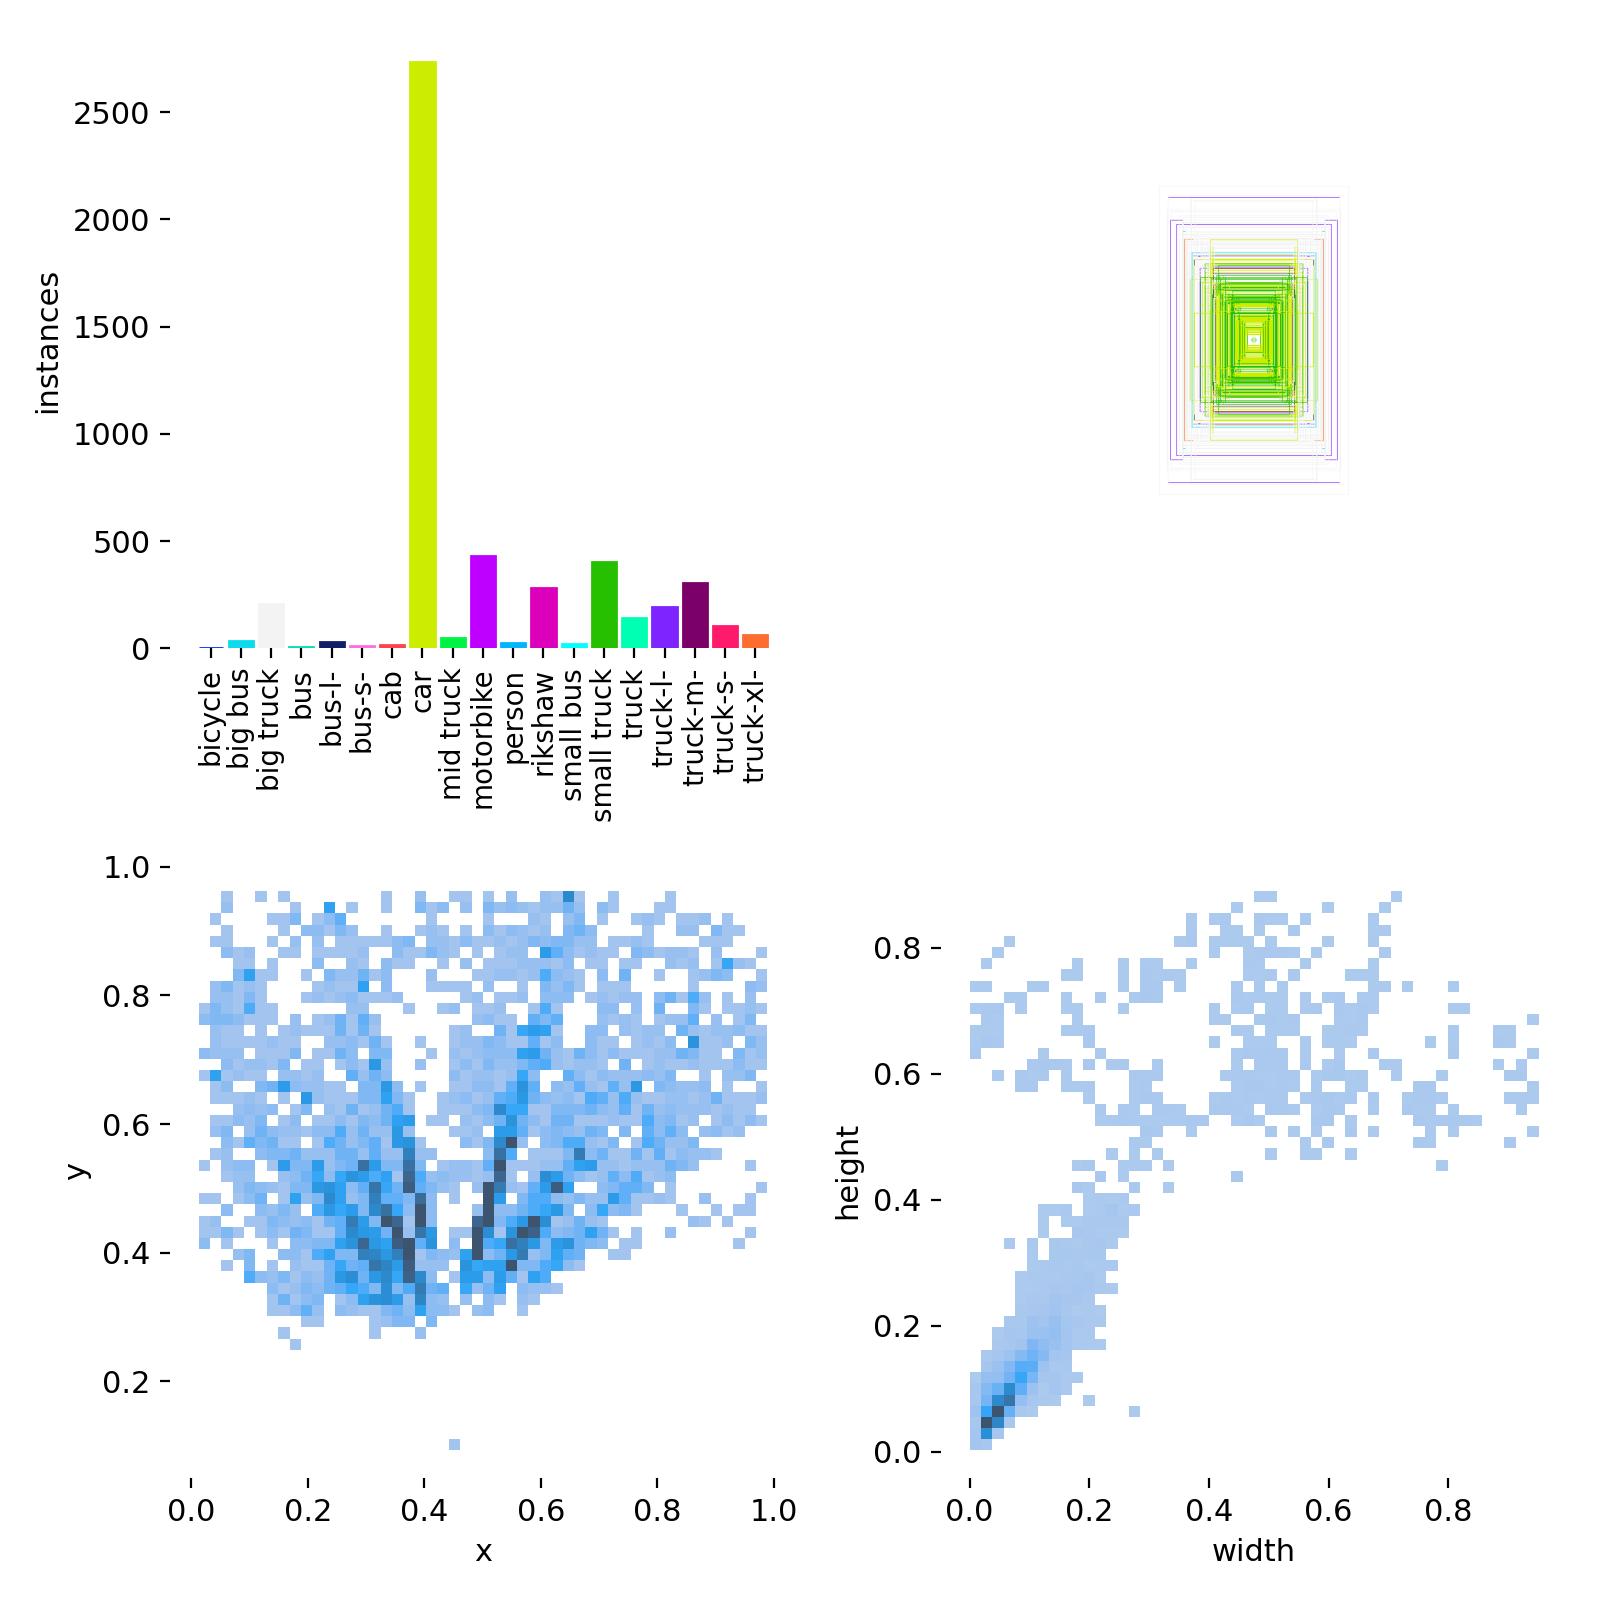 instances
2500
2000
1500
1000
500
0
bicycle
big bus
big truck
bus
bus-l-
bus-s-
cab
car
mid truck
motorbike
person
rikshaw
small bus
small truck
truck
truck-l-
truck-m-
truck-s-
truck-xl-
y
1.0
0.8
0.6
0.4
0.2
0.0 0.2 0.4 0.6 0.8 1.0
x
height
0.8
0.6
0.4
0.2
0.0
0.0 0.2 0.4 0.6 0.8
width